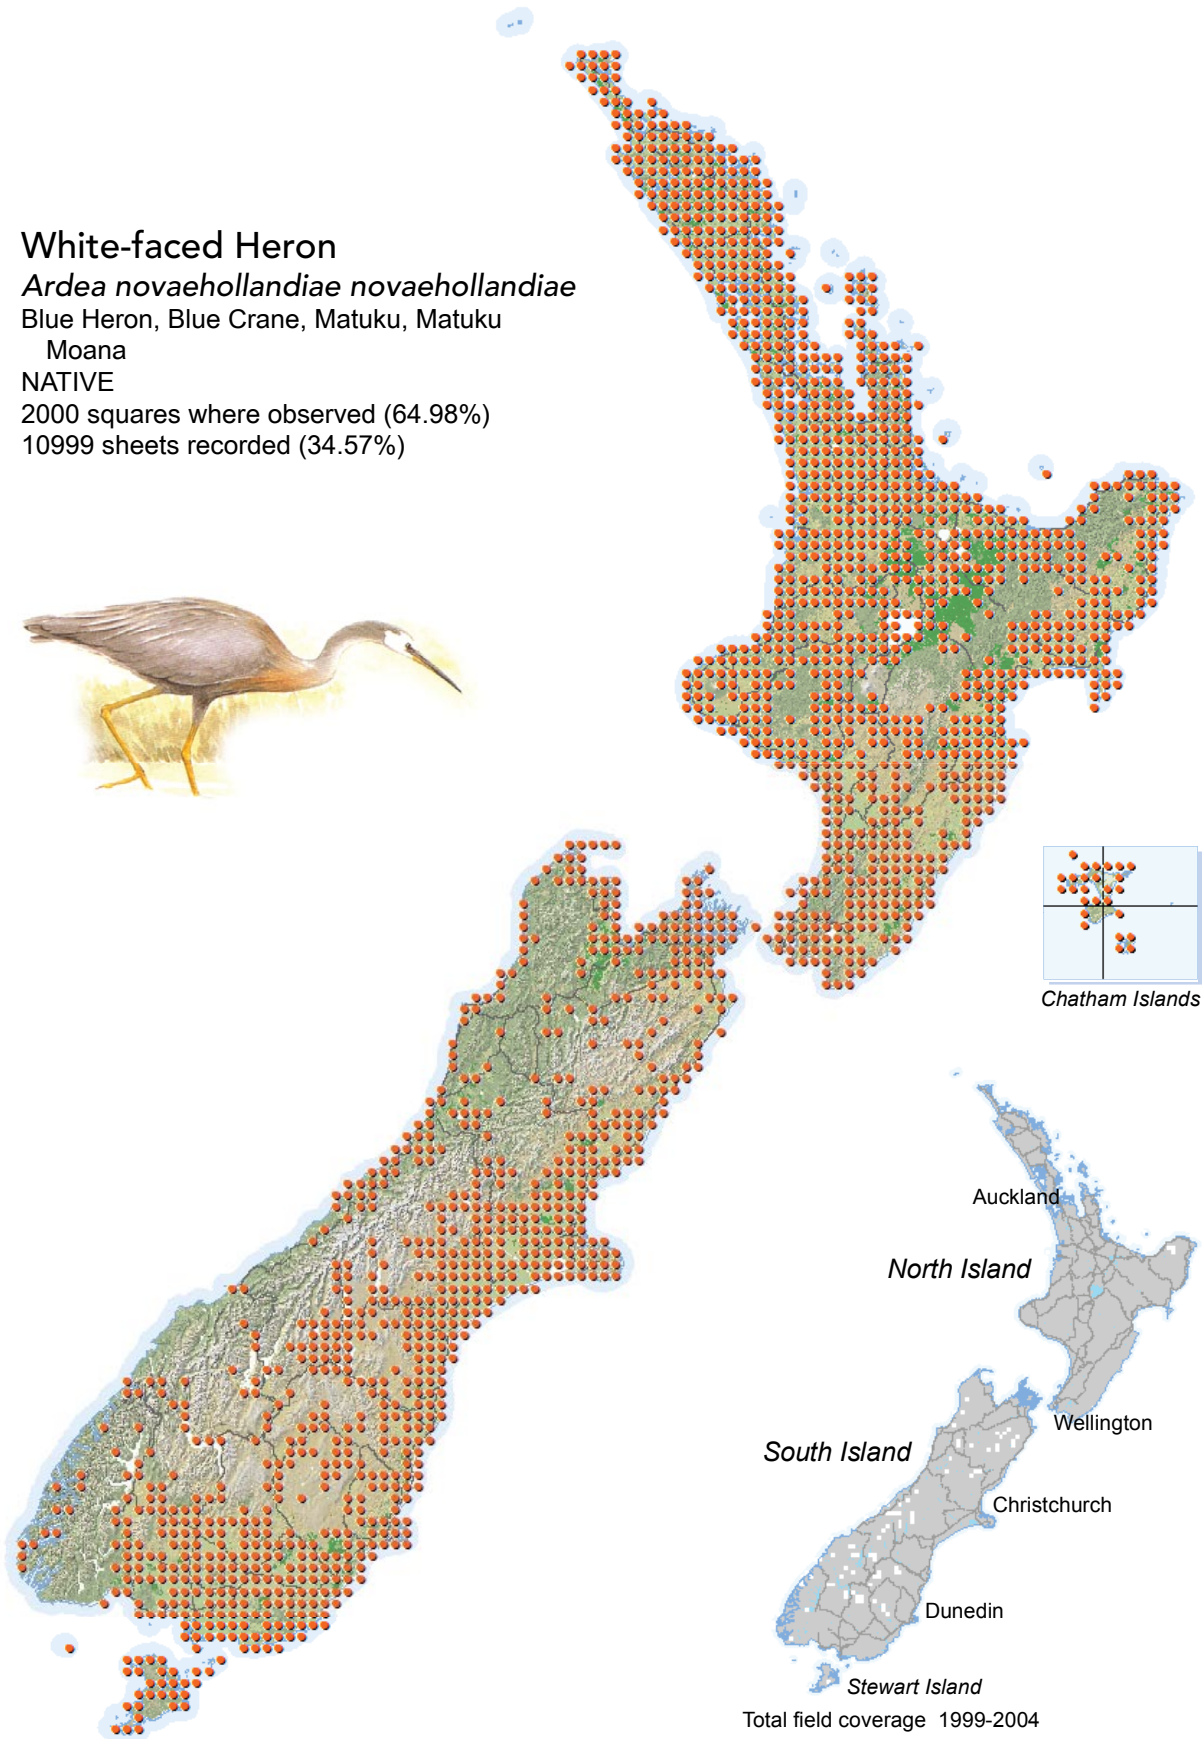 White-faced Heron
Ardea novaehollandiae novaehollandiae
Blue Heron, Blue Crane, Matuku, Matuku
Moana
NATIVE
2000 squares where observed (64.98%)
10999 sheets recorded (34.57%)
Chatham Islands
Auckland
North Island
Wellington
South Island
Christchurch
Dunedin
Stewart Island
Total field coverage 1999-2004